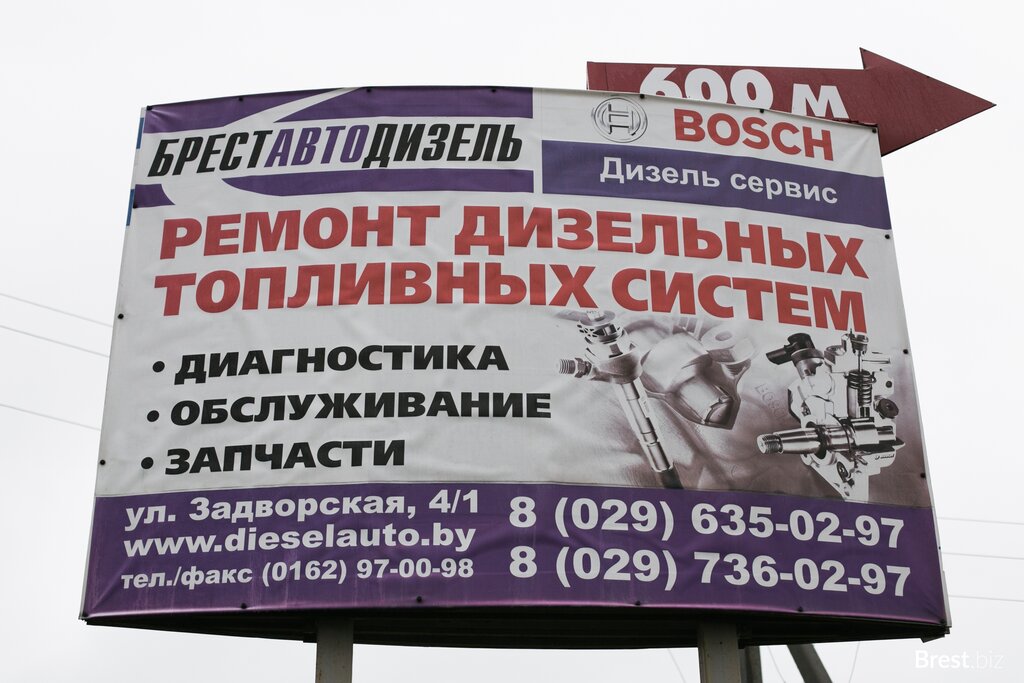 600 м
БРЕСТАВТОДИЗЕЛЬ
BOSCH
Дизель сервис
РЕМОНТ ДИЗЕЛЬНЫХ
ТОПЛИВНЫХ СИСТЕМ
• ДИАГНОСТИКА
• ОБСЛУЖИВАНИЕ
• ЗАПЧАСТИ
ул. Задворская, 4/1
www.dieselauto.by
тел./факс (0162) 97-00-98
8 (029) 635-02-97
8 (029) 736-02-97
Brest.biz